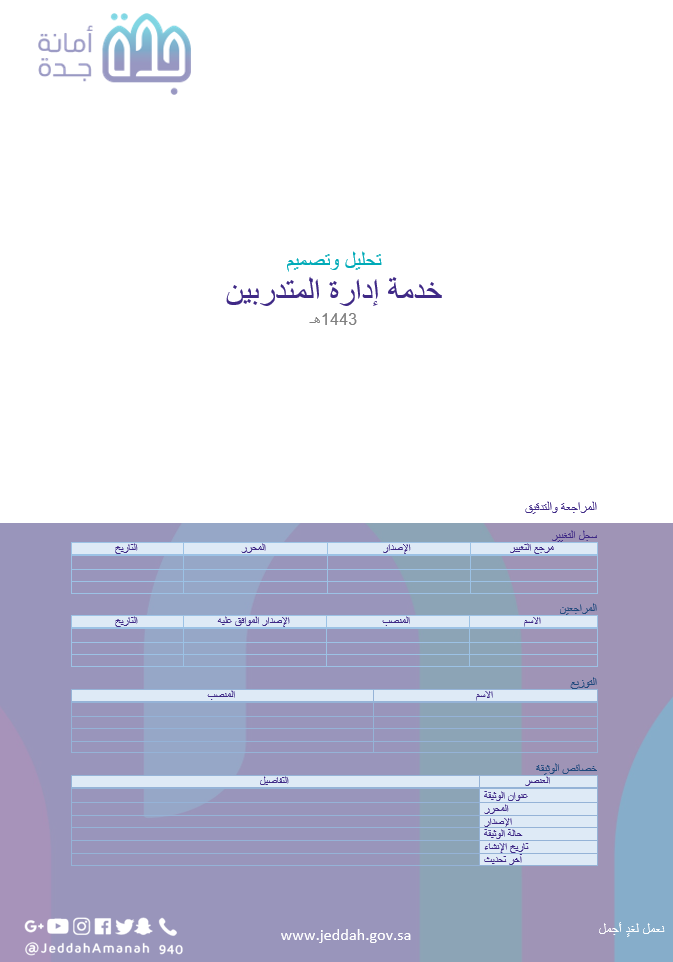 أمانة
جدة
بلدي
تحليل وتصميم
خدمة إدارة المتدربين
1443هـ
المراجعة والتدقيق
سجل التغيير
مرجع التغيير الإصدار المحرر التاريخ
المراجعين
الاسم المنصب الإصدار الموافق عليه التاريخ
التوزيع
الاسم المنصب
خصائص الوثيقة
العنصر التفاصيل
عنوان الوثيقة
المحرر
الإصدار
حالة الوثيقة
تاريخ الإنشاء
آخر تحديث
نعمل لغدٍ أجمل
www.jeddah.gov.sa
G+
@JeddahAmanah 940